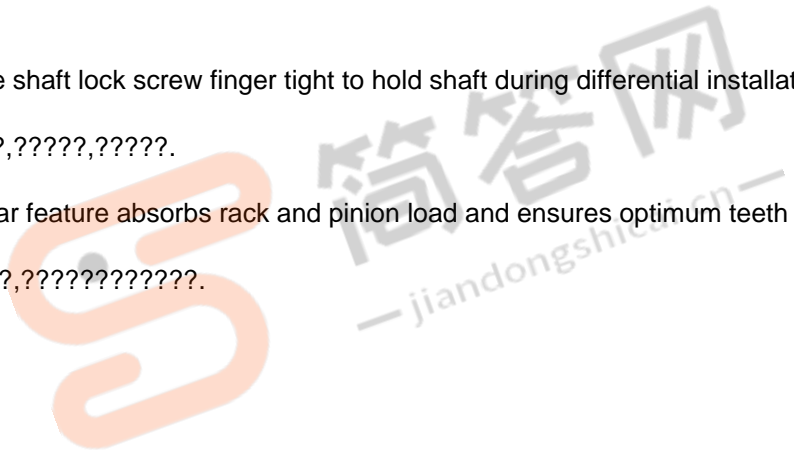 e shaft lock screw finger tight to hold shaft during differential installat
?,?????,?????.
ar feature absorbs rack and pinion load and ensures optimum teeth
?,????????????.
简答网
jiandongshicai.cn